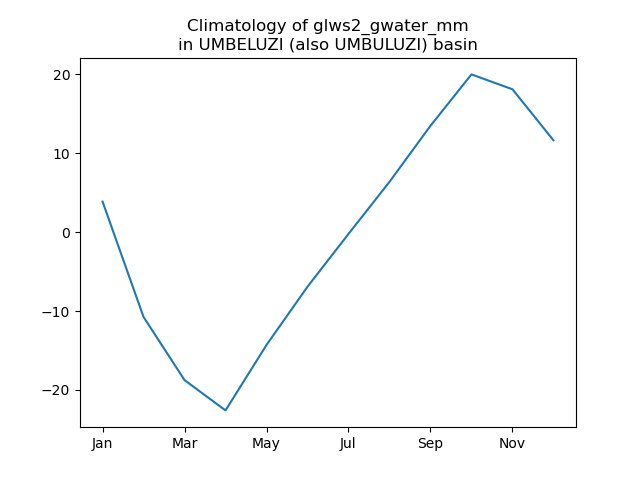 Climatology of glws2_gwater_mm
in UMBELUZI (also UMBULUZI) basin
20
10
0
−10
−20
Jan
Mar
May
Jul
Sep
Nov